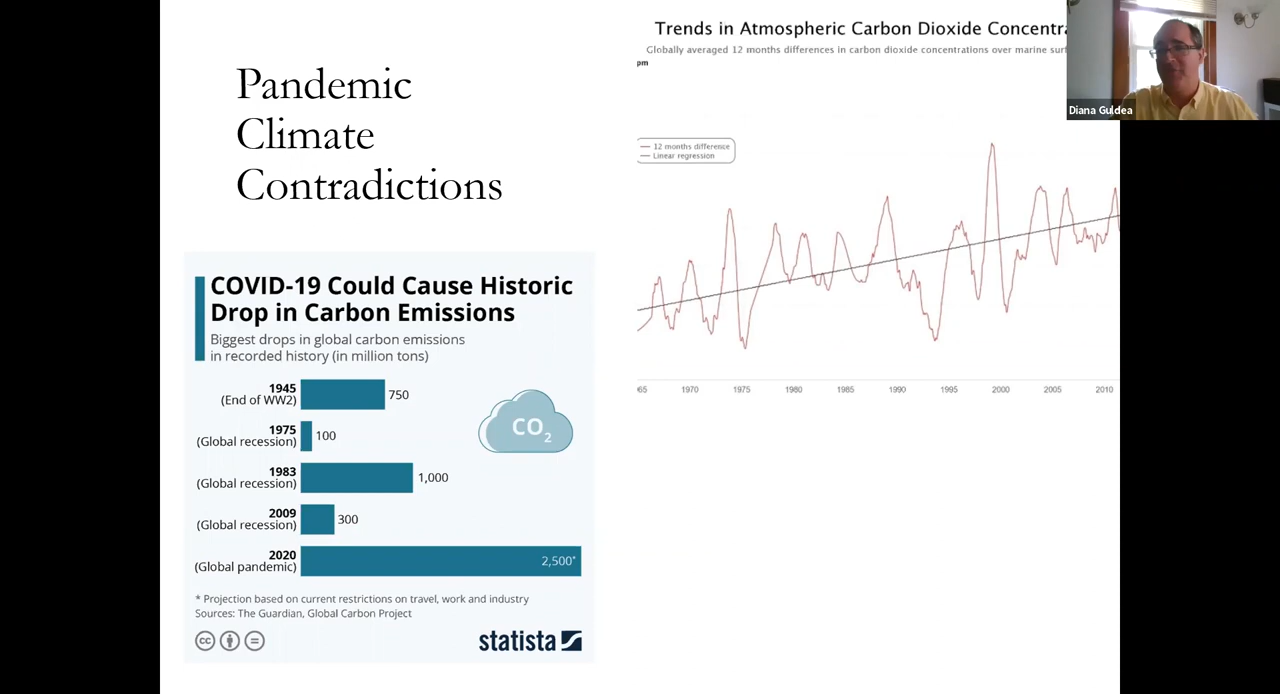 Pandemic
Climate
Contradictions
COVID-19 Could Cause Historic
Drop in Carbon Emissions
Biggest drops in global carbon emissions
in recorded history (in million tons)
1945
(End of WW2)
750
1975
(Global recession)
100
1983
(Global recession)
1,000
2009
(Global recession)
300
2020
(Global pandemic)
2,500*
CO2
* Projection based on current restrictions on travel, work and industry
Sources: The Guardian, Global Carbon Project
cc
statista
Trends in Atmospheric Carbon Dioxide Concentra
Globally averaged 12 months differences in carbon dioxide concentrations over marine surf
pm
12 months difference
Linear regression
65 1970 1975 1980 1985 1990 1995 2000 2005 2010
Diana Guldea